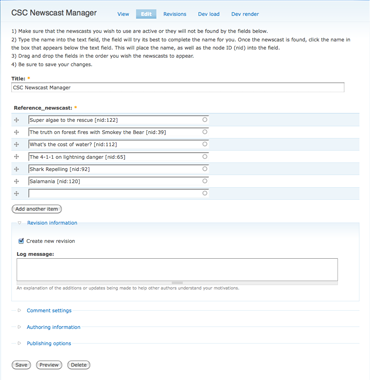 CSC Newscast Manager
View
Edit
Revisions
Dev load
Dev render
1) Make sure that the newscasts you wish to use are active or they will not be found by the fields below.
2) Type the name into the text field, the field will try its best to complete the name for you. Once the newscast is found, click the name
in the box that appears below the text field. This will place the name, as well as the node ID (nid) into the field.
3) Drag and drop the fields in the order you wish the newscasts to appear.
4) Be sure to save your changes.
Title: *
CSC Newscast Manager
Reference_newscast: *
Super algae to the rescue [nid:122]
The truth on forest fires with Smokey the Bear [nid:39]
What's the cost of water? [nid:112]
The 4-1-1 on lightning danger [nid:65]
Shark Repelling [nid:92]
Salamania [nid:120]
Add another item
Revision information
Create new revision
Log message:
An explanation of the additions or updates being made to help other authors understand your motivations.
Comment settings
Authoring information
Publishing options
Save
Preview
Delete